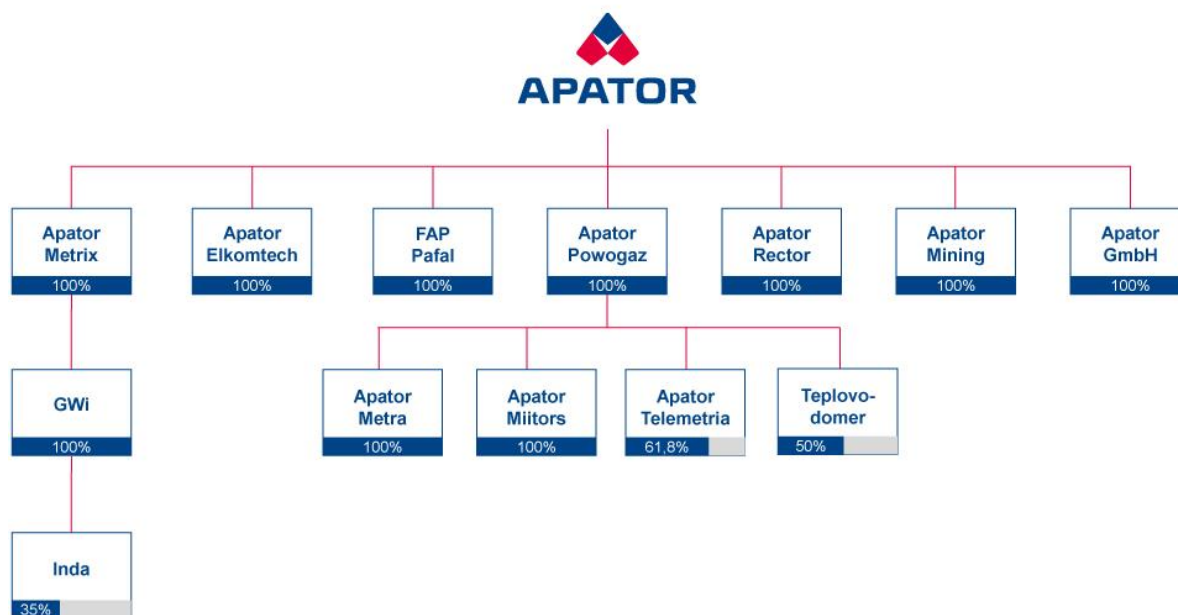 APATOR
Apator
Metrix
100%
Apator
Elkomtech
100%
FAP
Pafal
100%
Apator
Powogaz
100%
Apator
Rector
100%
Apator
Mining
100%
Apator
GmbH
100%
GWi
100%
Apator
Metra
100%
Apator
Miitors
100%
Apator
Telemetria
61,8%
Teplovo-
domer
50%
Inda
35%